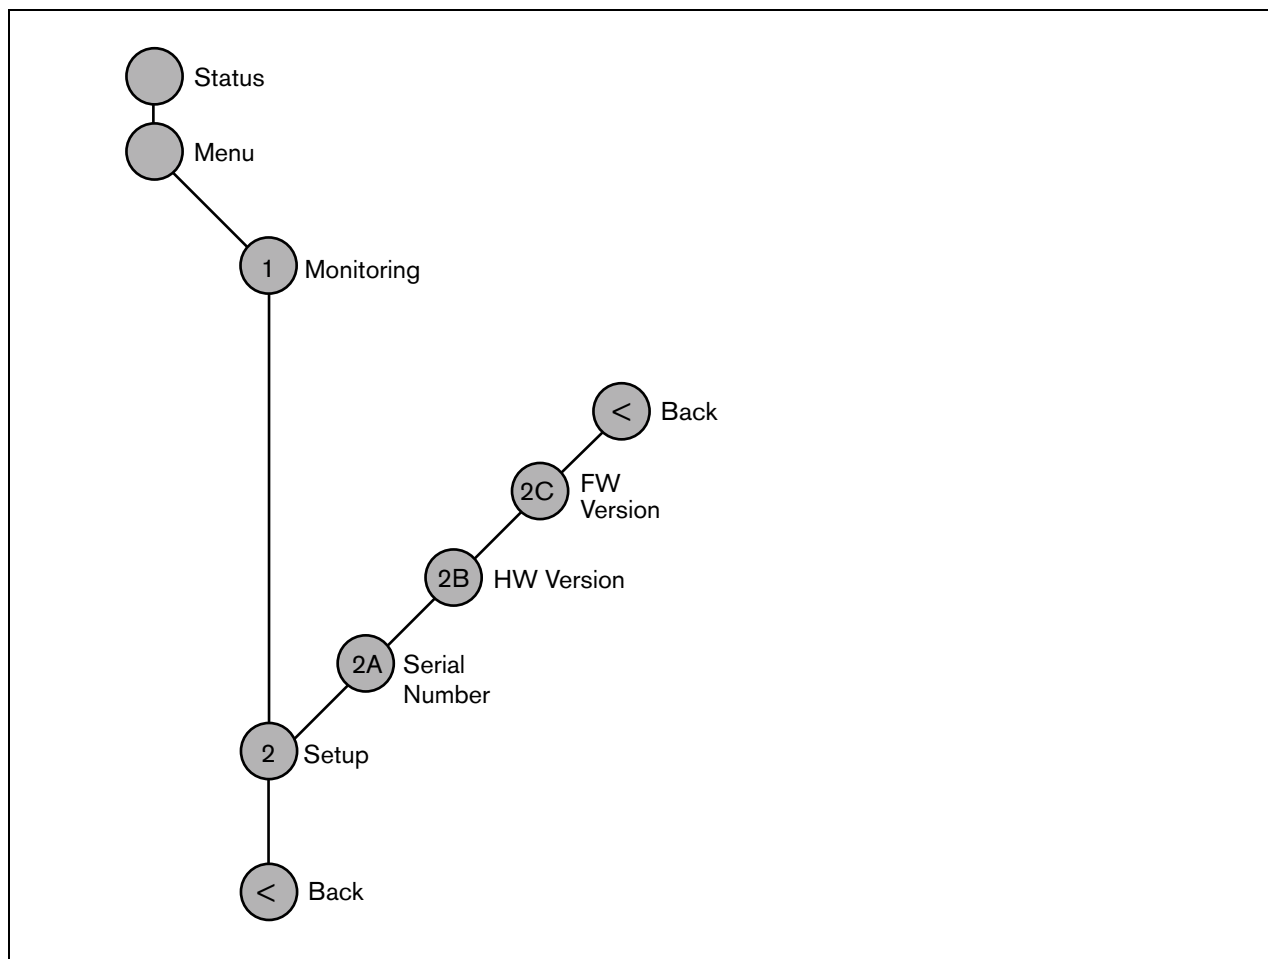 Status
Menu
1 Monitoring
< Back
2C FW
Version
2B HW Version
2A Serial
Number
2 Setup
< Back